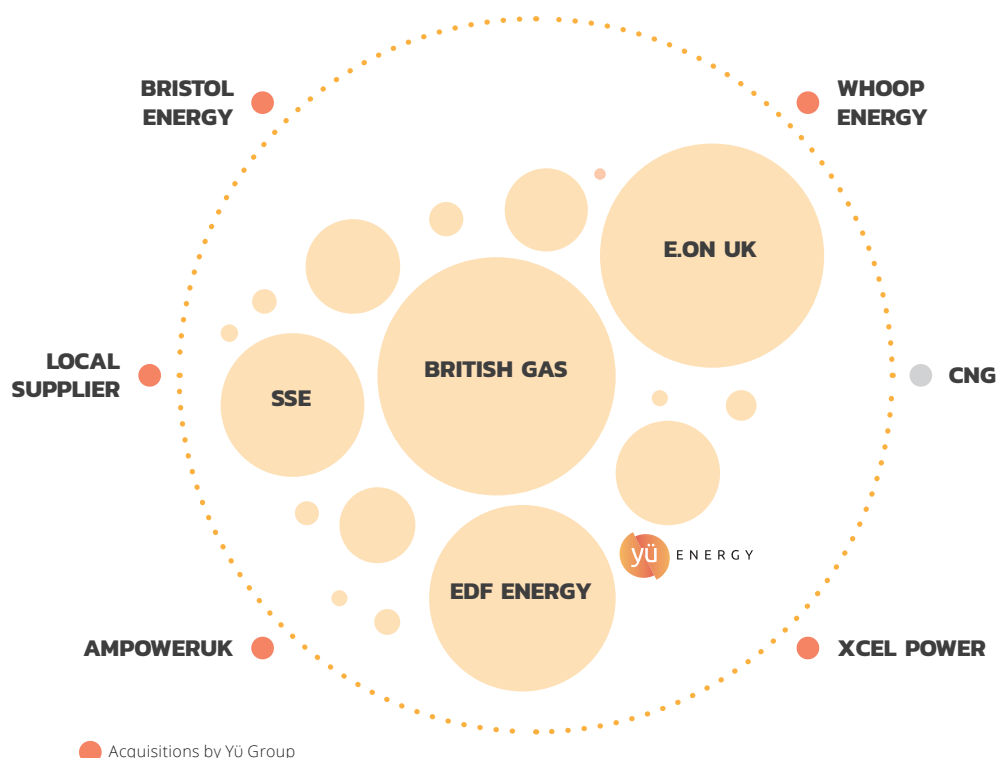 BRISTOL
ENERGY
WHOOP
ENERGY
E.ON UK
LOCAL
SUPPLIER
BRITISH GAS
SSE
CNG
yü ENERGY
EDF ENERGY
AMPOWERUK
XCEL POWER
Acquisitions by Yü Group